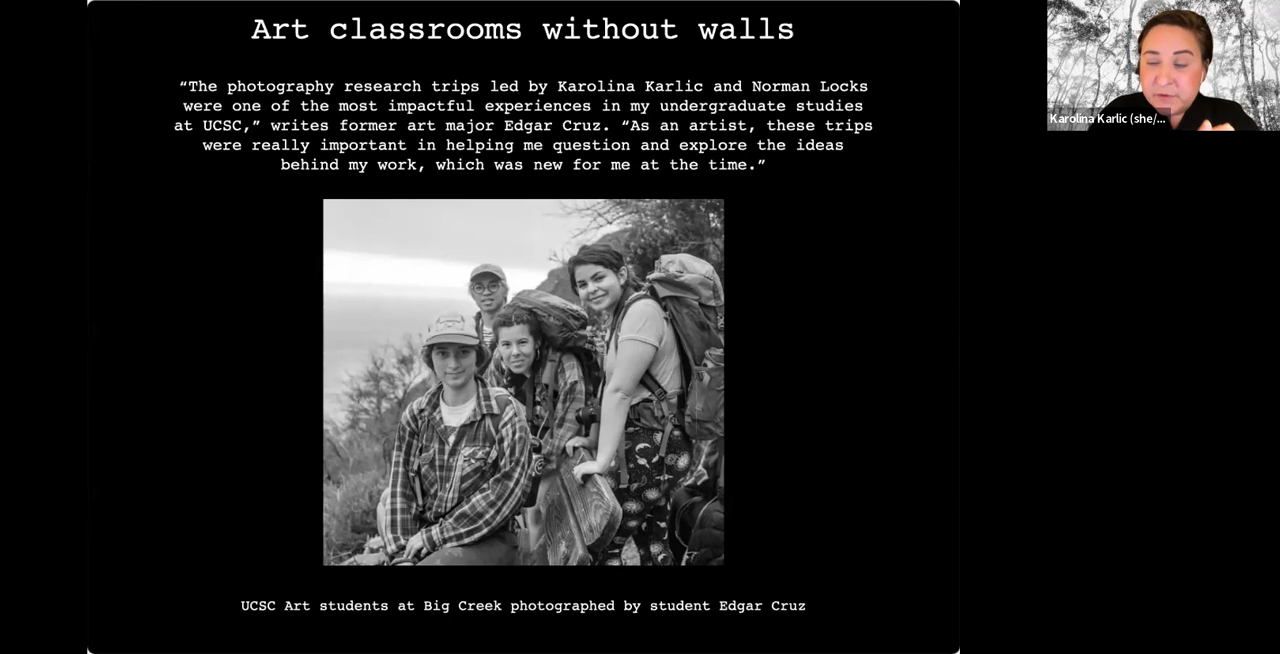 Art classrooms without walls
“The photography research trips led by Karolina Karlic and Norman Locks
were one of the most impactful experiences in my undergraduate studies
at UCSC,” writes former art major Edgar Cruz. “As an artist, these trips
were really important in helping me question and explore the ideas
behind my work, which was new for me at the time.”
UCSC Art students at Big Creek photographed by student Edgar Cruz
Karolina Karlic (she/...